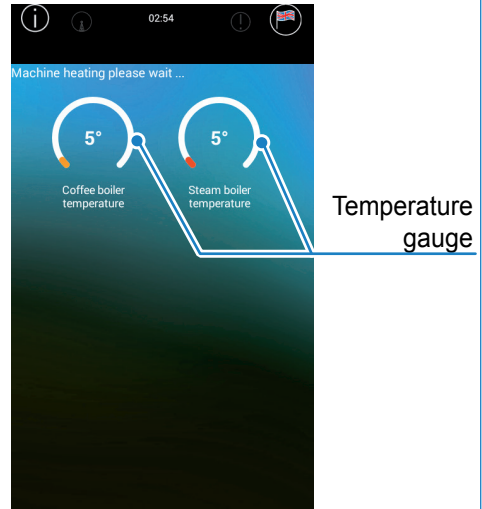 02:54
Machine heating please wait ...
5°
5°
Coffee boiler
temperature
Steam boiler
temperature
Temperature
gauge